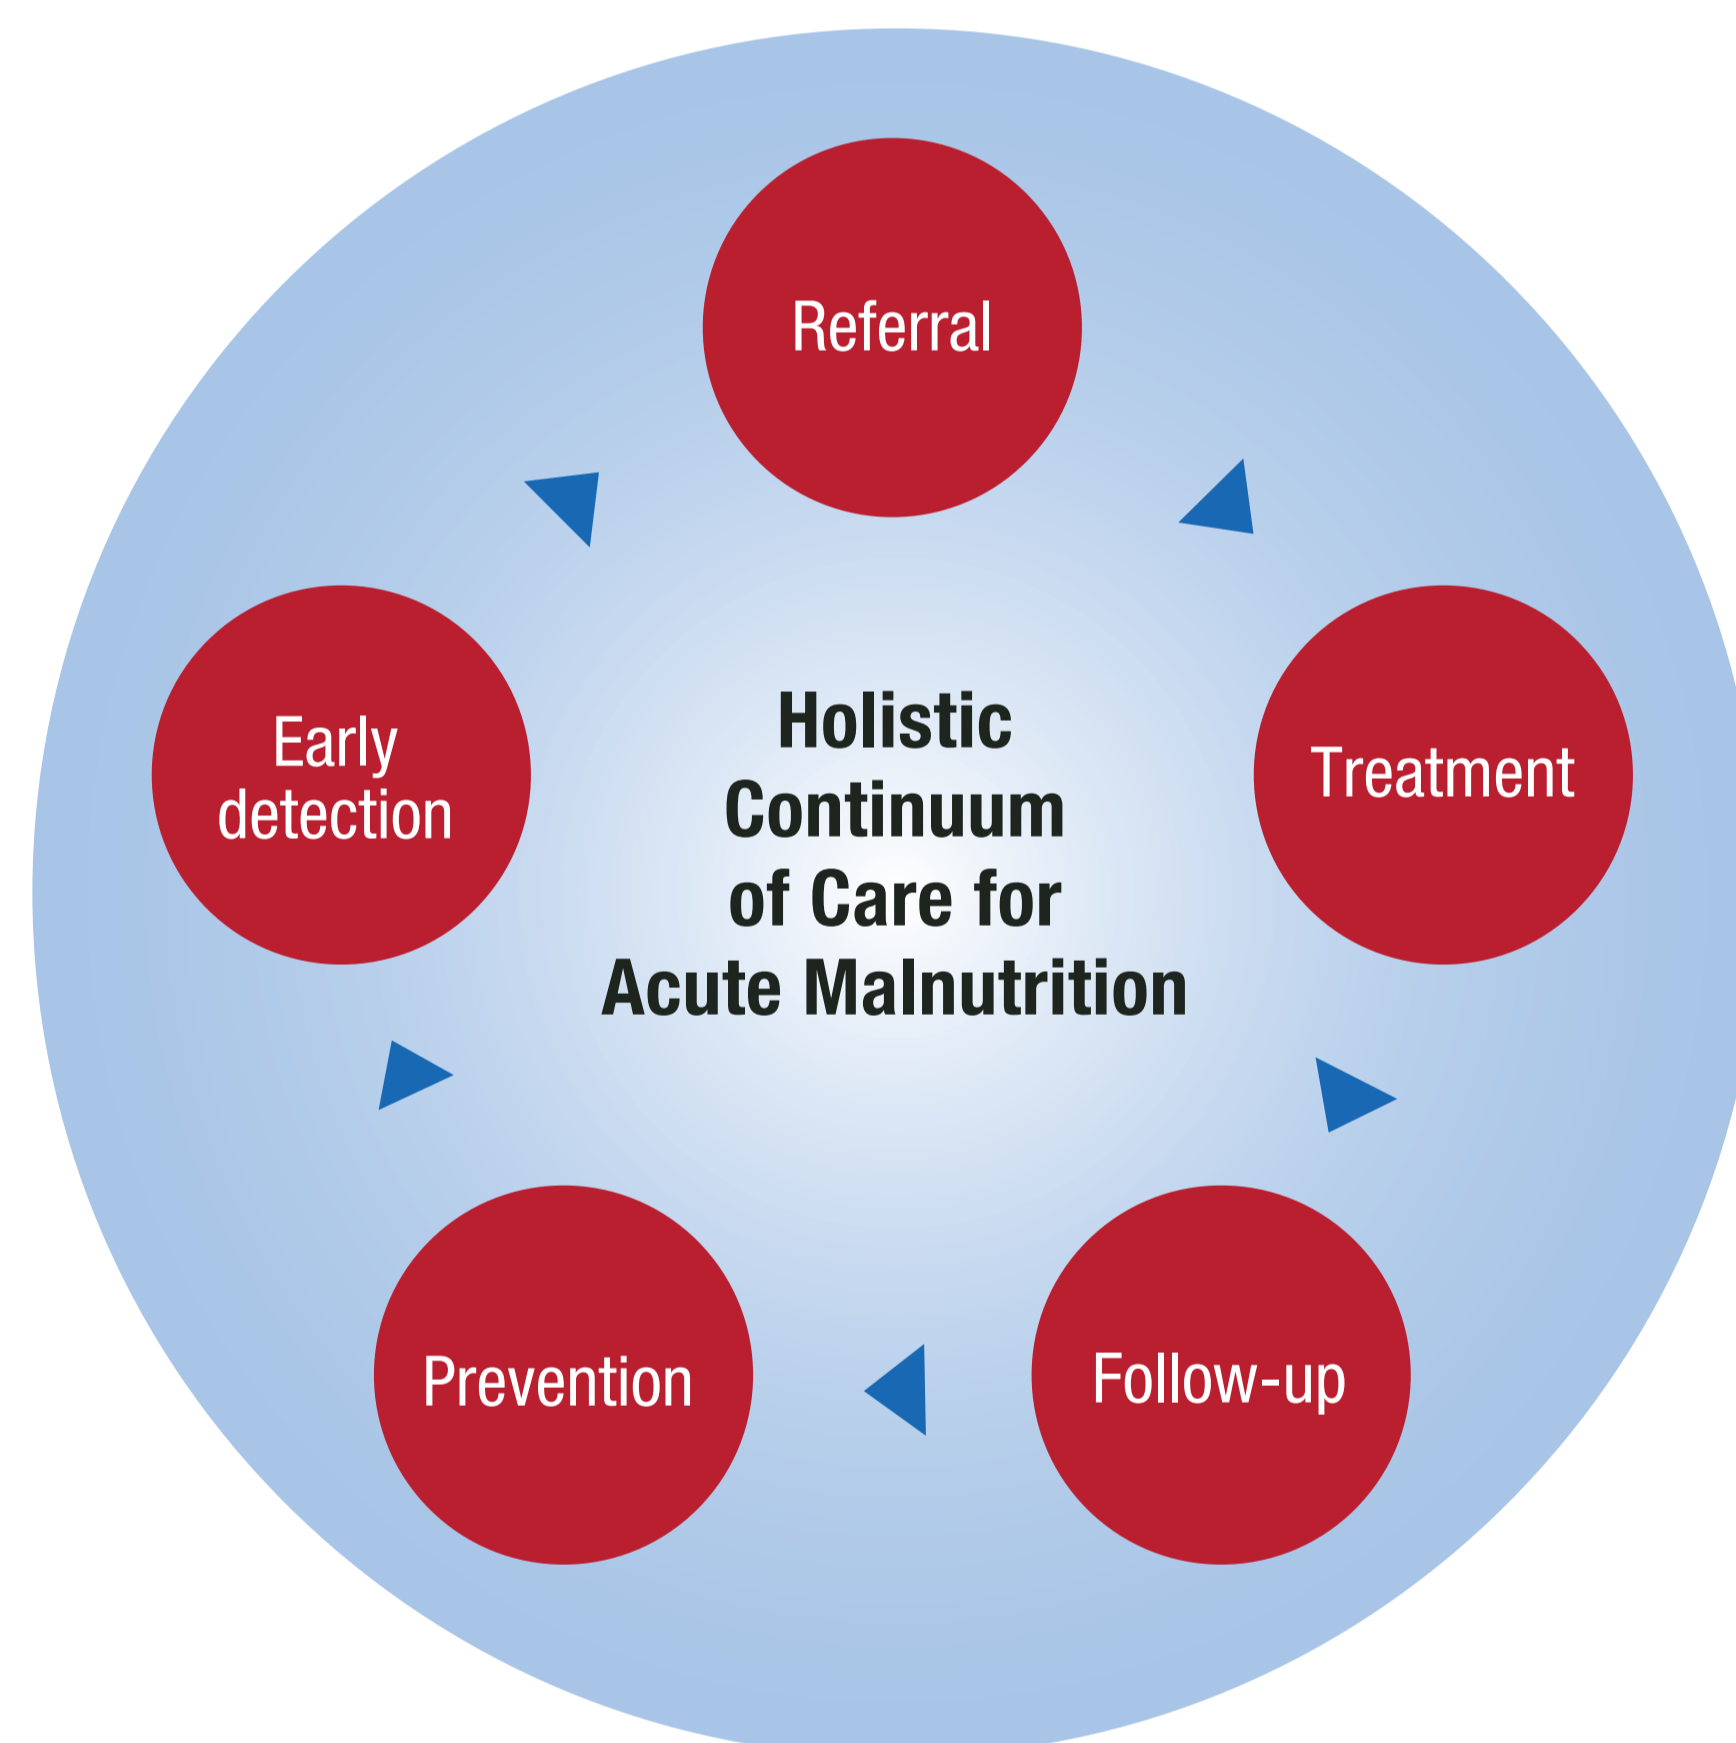 Referral
Early
detection
Treatment
Holistic
Continuum
of Care for
Acute Malnutrition
Prevention
Follow-up